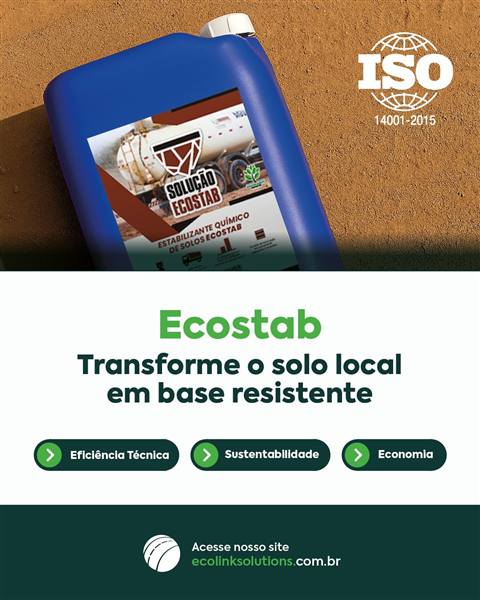 ISO
14001-2015
SOLUÇÃO
ECOSTAB
ESTABILIZANTE QUÍMICO
DE SOLOS ECOSTAB
Ecostab
Transforme o solo local
em base resistente
Eficiência Técnica
Sustentabilidade
Economia
Acesse nosso site
ecolinksolutions.com.br